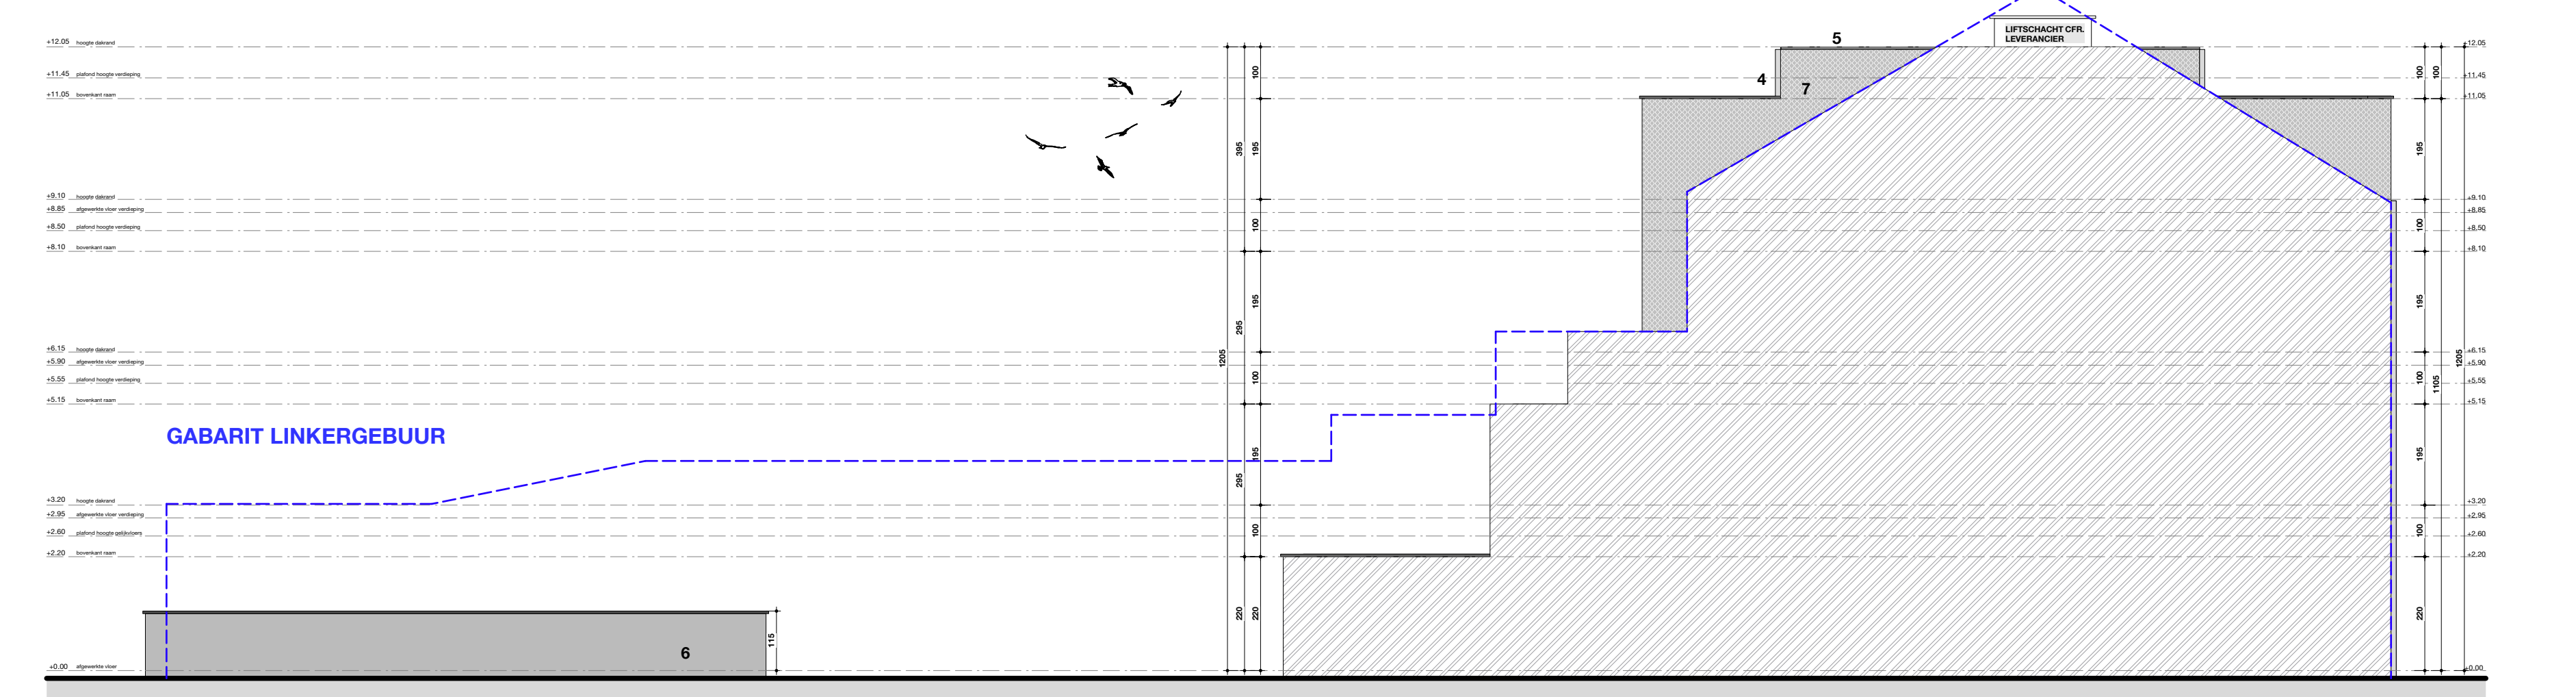 LIFTSCHACHT CFR.
LEVERANCIER
+12.05 hoogte dakrand
5
+12.05
+11.45 plafond hoogte verdieping
4
7
100
100
100
+11.45
+11.05 bovenkant raam
+11.05
395
195
195
+9.10 hoogte dakrand
+9.10
+8.85 afgewerkte vloer verdieping
+8.85
+8.50 plafond hoogte verdieping
100
100
+8.50
+8.10 bovenkant raam
+8.10
295
195
195
+6.15 hoogte dakrand
+6.15
1205
1205
+5.90 afgewerkte vloer verdieping
+5.90
+5.55 plafond hoogte verdieping
100
100
1105
+5.55
+5.15 bovenkant raam
+5.15
GABARIT LINKERGEBUUR
295
195
195
+3.20 hoogte dakrand
+3.20
+2.95 afgewerkte vloer verdieping
+2.95
+2.60 plafond hoogte gelijkvloers
100
100
+2.60
+2.20 bovenkant raam
+2.20
220
220
220
115
6
+0.00 afgewerkte vloer
+0.00